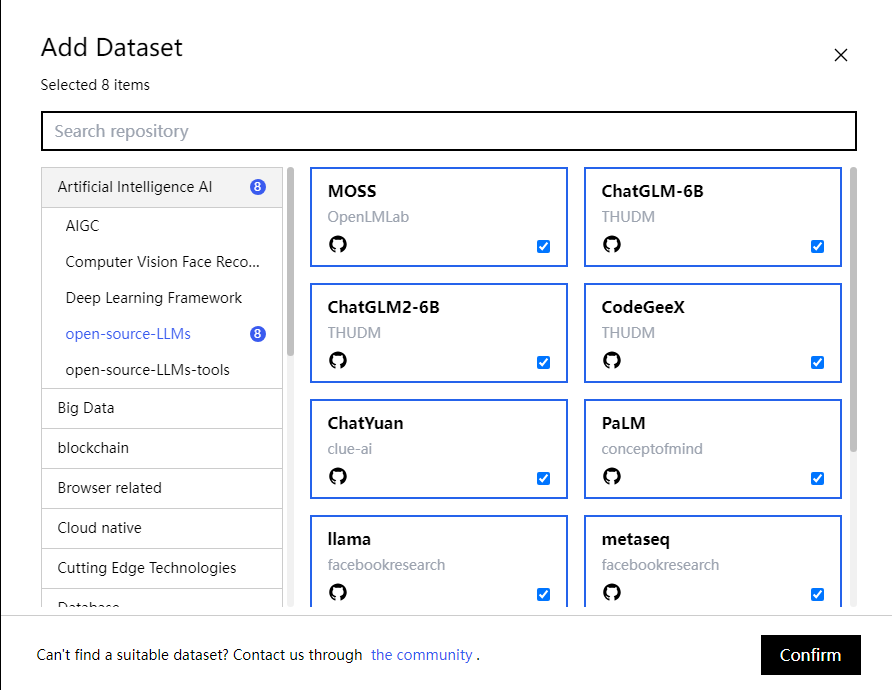 Add Dataset
Selected 8 items
Search repository
Artificial Intelligence AI 8
AIGC
Computer Vision Face Reco...
Deep Learning Framework
open-source-LLMs 8
open-source-LLMs-tools
Big Data
blockchain
Browser related
Cloud native
Cutting Edge Technologies
Database
MOSS
OpenLMLab
ChatGLM-6B
THUDM
ChatGLM2-6B
THUDM
CodeGeeX
THUDM
ChatYuan
clue-ai
PaLM
conceptofmind
llama
facebookresearch
metaseq
facebookresearch
Can't find a suitable dataset? Contact us through the community .
Confirm